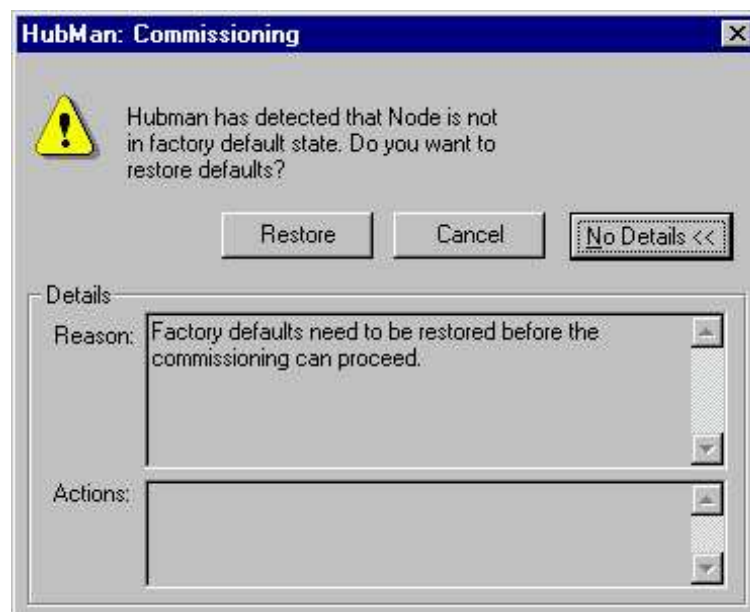 HubMan: Commissioning
Hubman has detected that Node is not
in factory default state. Do you want to
restore defaults?
Restore
Cancel
No Details <<
Details
Reason:
Factory defaults need to be restored before the
commissioning can proceed.
Actions: